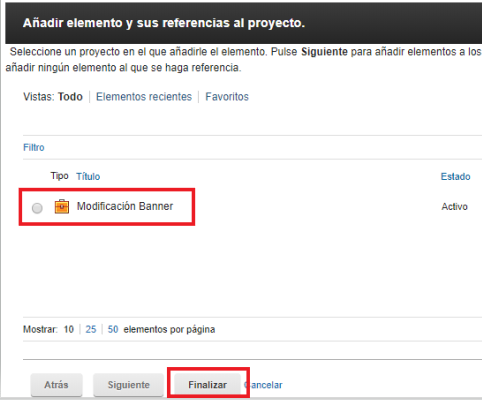 Añadir elemento y sus referencias al proyecto.
Seleccione un proyecto en el que añadirle el elemento. Pulse Siguiente para añadir elementos a los
añadir ningún elemento al que se haga referencia.
Vistas: Todo | Elementos recientes | Favoritos
Filtro
Tipo Título Estado
Modificación Banner Activo
Mostrar: 10 | 25 | 50 elementos por página
Atrás Siguiente Finalizar Cancelar